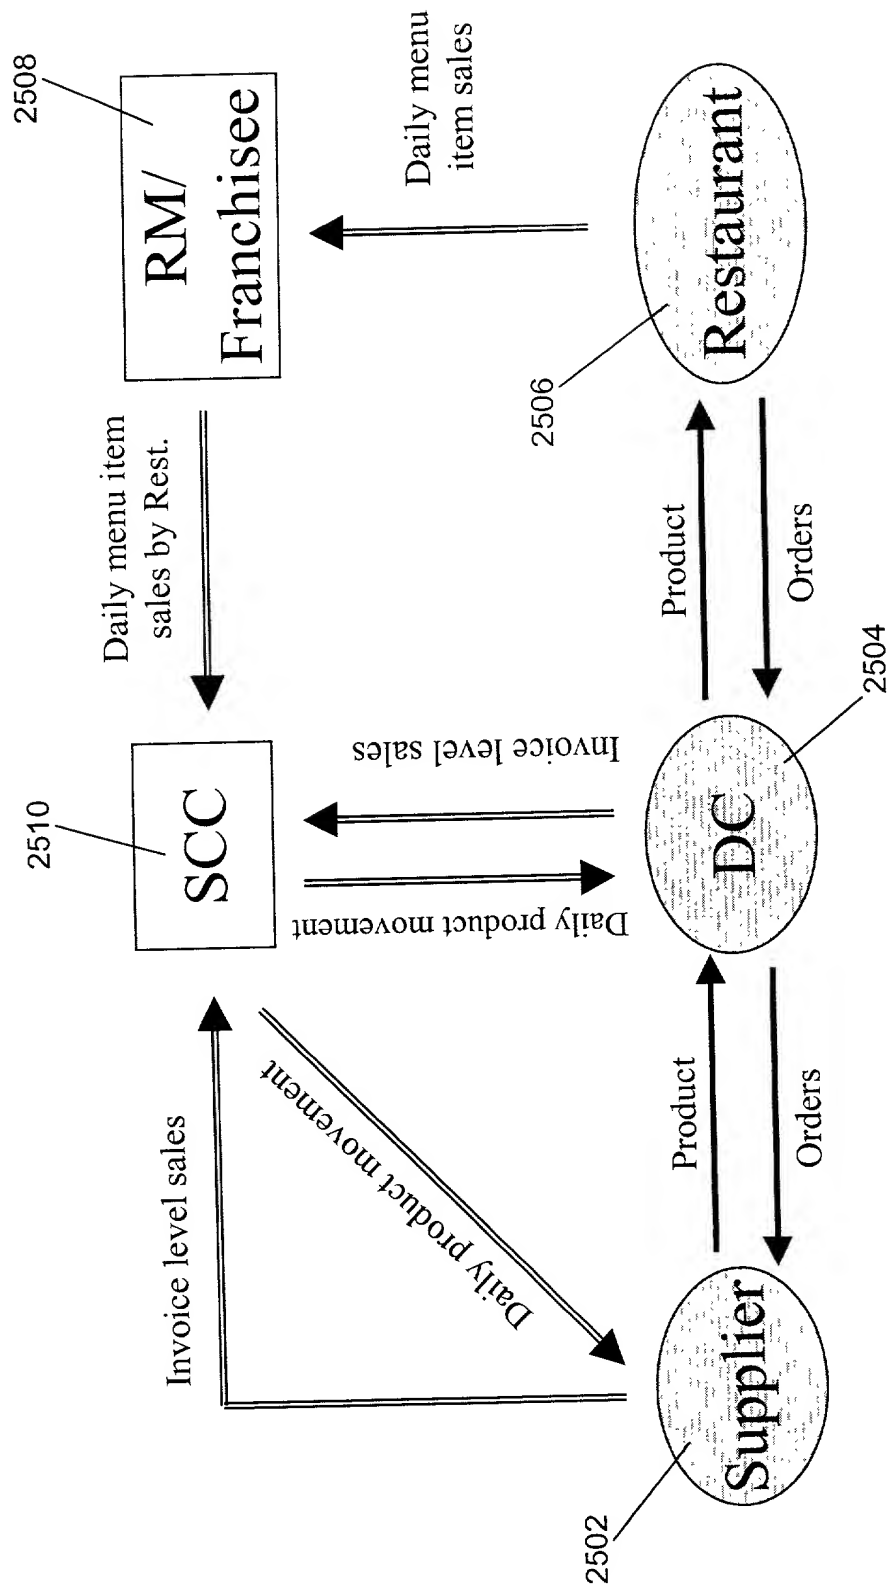 2510
2508
Invoice level sales
SCC
Daily menu item
sales by Rest.
RM/
Franchisee
Daily product movement
Daily product movement
Invoice level sales
Daily menu
item sales
2502
Supplier
Product
Orders
DC
2504
Product
Orders
2506
Restaurant